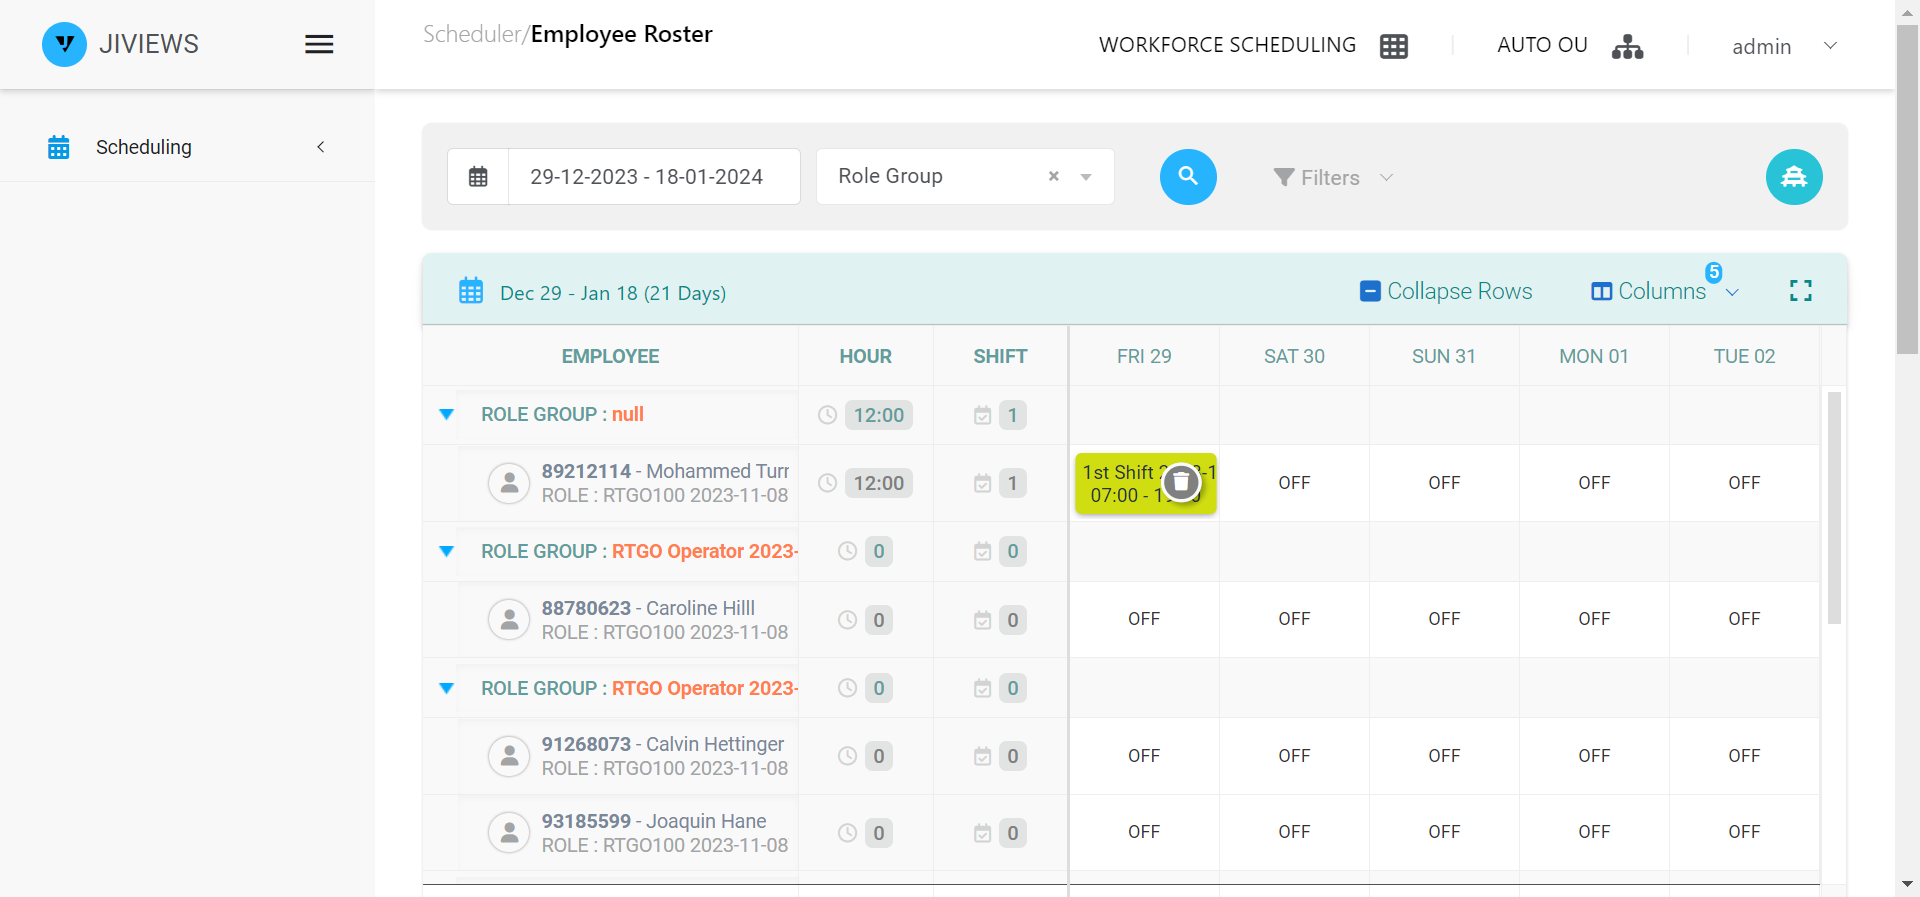 JIVIEWS
Scheduler/Employee Roster
WORKFORCE SCHEDULING
AUTO OU
admin
Scheduling
29-12-2023 - 18-01-2024
Role Group
Filters
Dec 29 - Jan 18 (21 Days)
Collapse Rows
Columns
5
EMPLOYEE HOUR SHIFT FRI 29 SAT 30 SUN 31 MON 01 TUE 02
ROLE GROUP : null 12:00 1
89212114 - Mohammed Turr
ROLE : RTGO100 2023-11-08
12:00 1
1st Shift
07:00 -
OFF OFF OFF OFF
ROLE GROUP : RTGO Operator 2023- 0 0
88780623 - Caroline Hilll
ROLE : RTGO100 2023-11-08
0 0 OFF OFF OFF OFF OFF
ROLE GROUP : RTGO Operator 2023- 0 0
91268073 - Calvin Hettinger
ROLE : RTGO100 2023-11-08
0 0 OFF OFF OFF OFF OFF
93185599 - Joaquin Hane
ROLE : RTGO100 2023-11-08
0 0 OFF OFF OFF OFF OFF